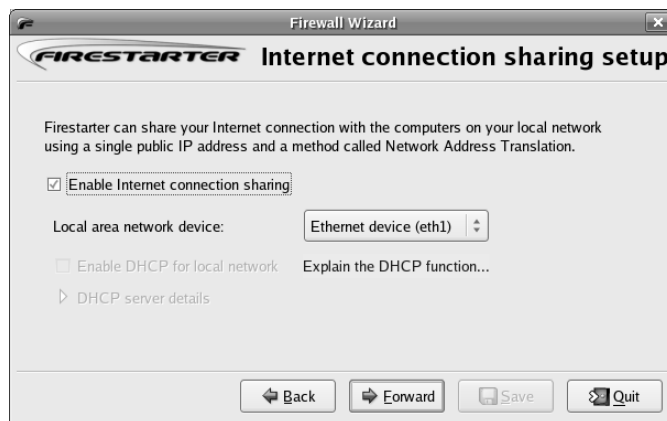 Firewall Wizard
FIRESTARTER Internet connection sharing setup
Firestarter can share your Internet connection with the computers on your local network
using a single public IP address and a method called Network Address Translation.
Enable Internet connection sharing
Local area network device: Ethernet device (eth1)
Enable DHCP for local network Explain the DHCP function...
DHCP server details
Back Forward Save Quit